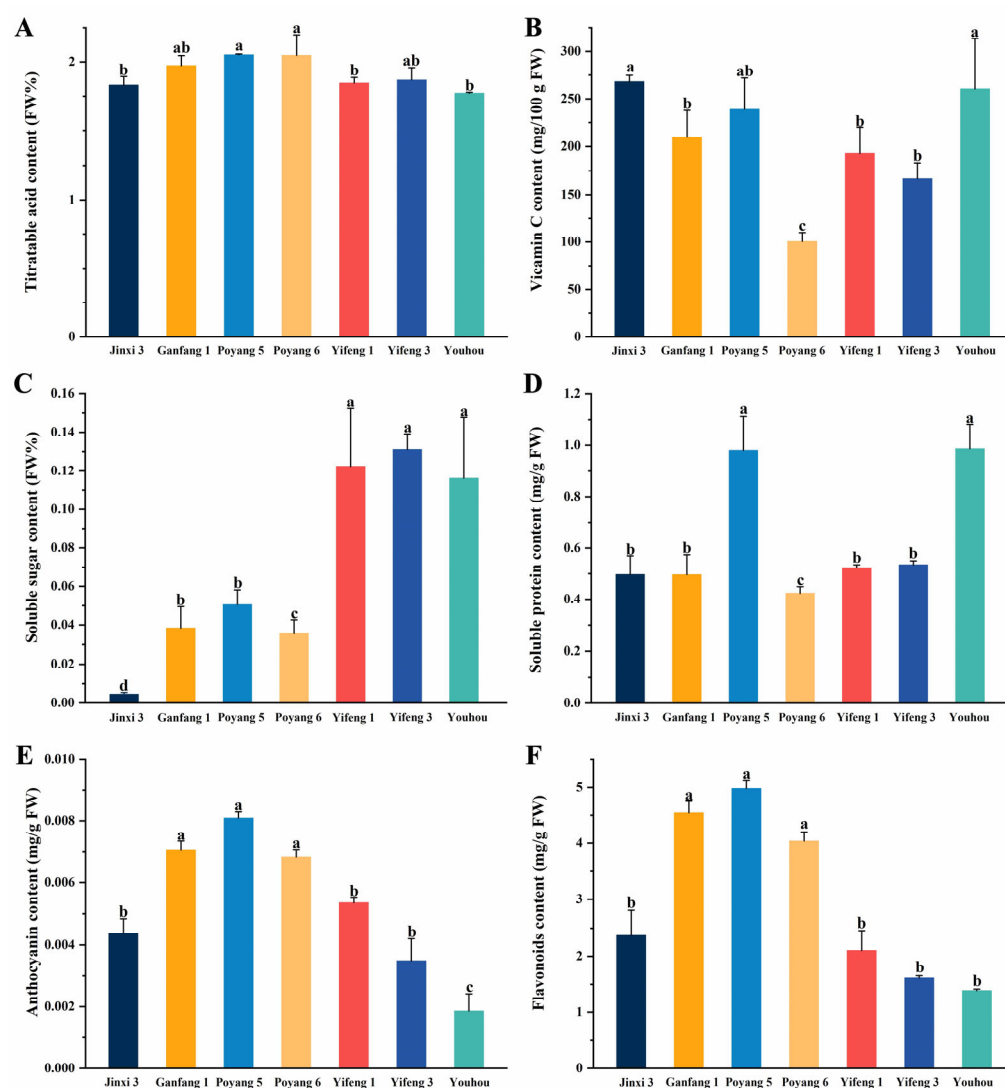 A
Titratable acid content (FW%)
2
1
0
b
ab
a
a
b
ab
b
Jinxi 3 Ganfang 1 Poyang 5 Poyang 6 Yifeng 1 Yifeng 3 Youhou
B
Vicamin C content (mg/100 g FW)
300
250
200
150
100
50
0
a
b
ab
c
b
b
a
Jinxi 3 Ganfang 1 Poyang 5 Poyang 6 Yifeng 1 Yifeng 3 Youhou
C
Soluble sugar content (FW%)
0.16
0.14
0.12
0.10
0.08
0.06
0.04
0.02
0.00
d
b
b
c
a
a
a
Jinxi 3 Ganfang 1 Poyang 5 Poyang 6 Yifeng 1 Yifeng 3 Youhou
D
Soluble protein content (mg/g FW)
1.2
1.0
0.8
0.6
0.4
0.2
0.0
b
b
a
c
b
b
a
Jinxi 3 Ganfang 1 Poyang 5 Poyang 6 Yifeng 1 Yifeng 3 Youhou
E
Anthocyanin content (mg/g FW)
0.010
0.008
0.006
0.004
0.002
0.000
b
a
a
a
b
b
c
Jinxi 3 Ganfang 1 Poyang 5 Poyang 6 Yifeng 1 Yifeng 3 Youhou
F
Flavonoids content (mg/g FW)
5
4
3
2
1
0
b
a
a
a
b
b
b
Jinxi 3 Ganfang 1 Poyang 5 Poyang 6 Yifeng 1 Yifeng 3 Youhou